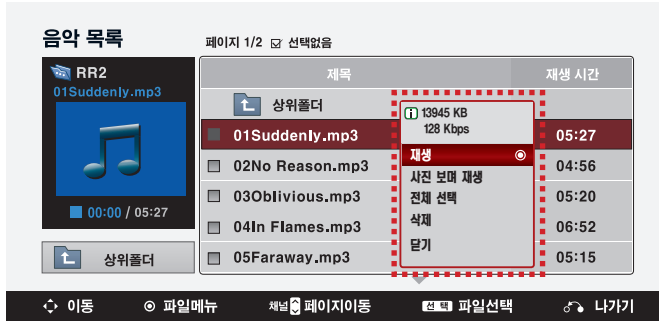 음악 목록
페이지 1/2 선택없음
RR2
01Suddenly.mp3
00:00 / 05:27
상위폴더
제목 재생 시간
상위폴더
01Suddenly.mp3 05:27
02No Reason.mp3 04:56
03Oblivious.mp3 05:20
04In Flames.mp3 06:52
05Faraway.mp3 05:15
13945 KB
128 Kbps
재생
사진 보며 재생
전체 선택
삭제
닫기
이동 파일메뉴 채널 페이지이동 선택 파일선택 나가기